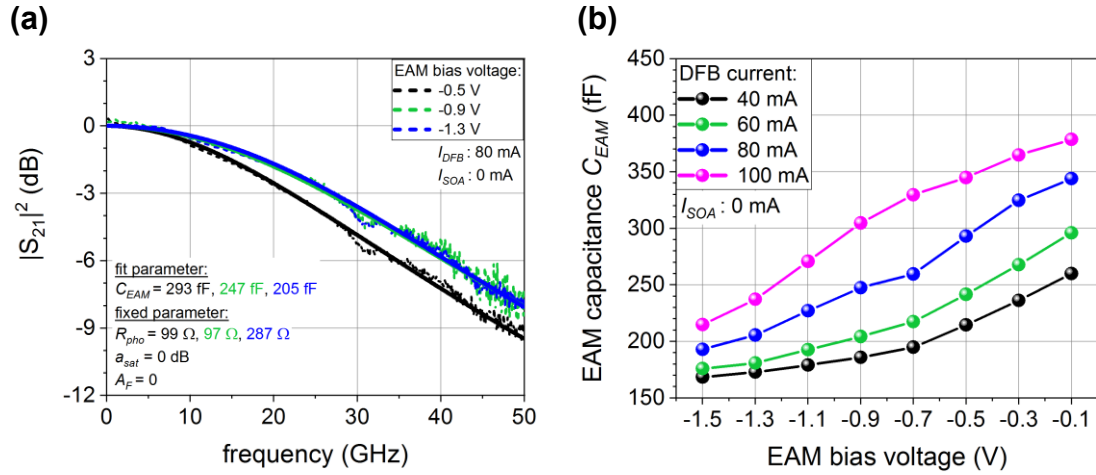 (a)
3
0
-3
-6
-9
-12
|S21|² (dB)
EAM bias voltage:
-0.5 V
-0.9 V
-1.3 V
IDFB : 80 mA
ISOA : 0 mA
fit parameter:
CEAM = 293 fF, 247 fF, 205 fF
fixed parameter:
Rpho = 99 Ω, 97 Ω, 287 Ω
asat = 0 dB
AF = 0
0 10 20 30 40 50
frequency (GHz)
(b)
450
400
350
300
250
200
150
EAM capacitance CEAM (fF)
DFB current:
40 mA
60 mA
80 mA
100 mA
ISOA : 0 mA
-1.5 -1.3 -1.1 -0.9 -0.7 -0.5 -0.3 -0.1
EAM bias voltage (V)